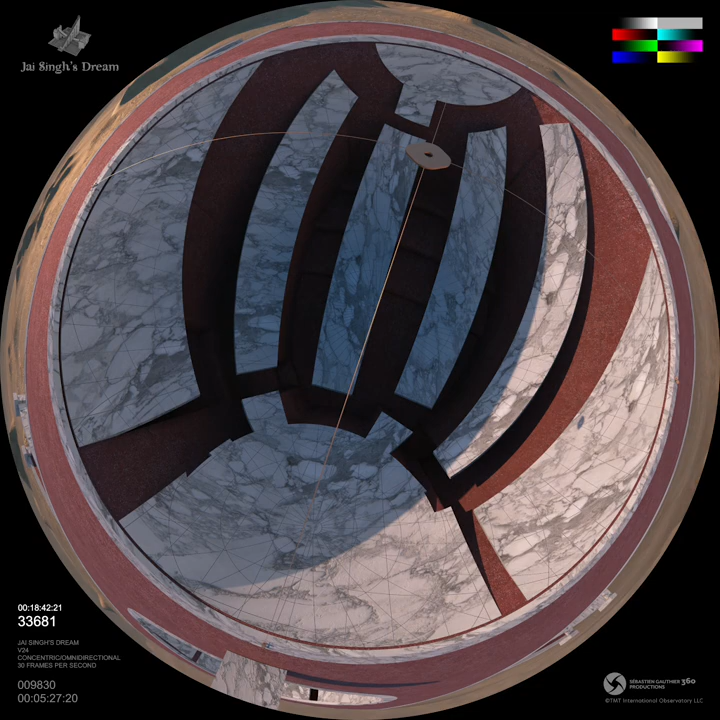 Jai Singh's Dream
00:18:42:21
33681
JAI SINGH'S DREAM
V24
CONCENTRIC/OMNIDIRECTIONAL
30 FRAMES PER SECOND
009830
00:05:27:20
SÉBASTIEN GAUTHIER 360
PRODUCTIONS
©TMT International Observatory LLC